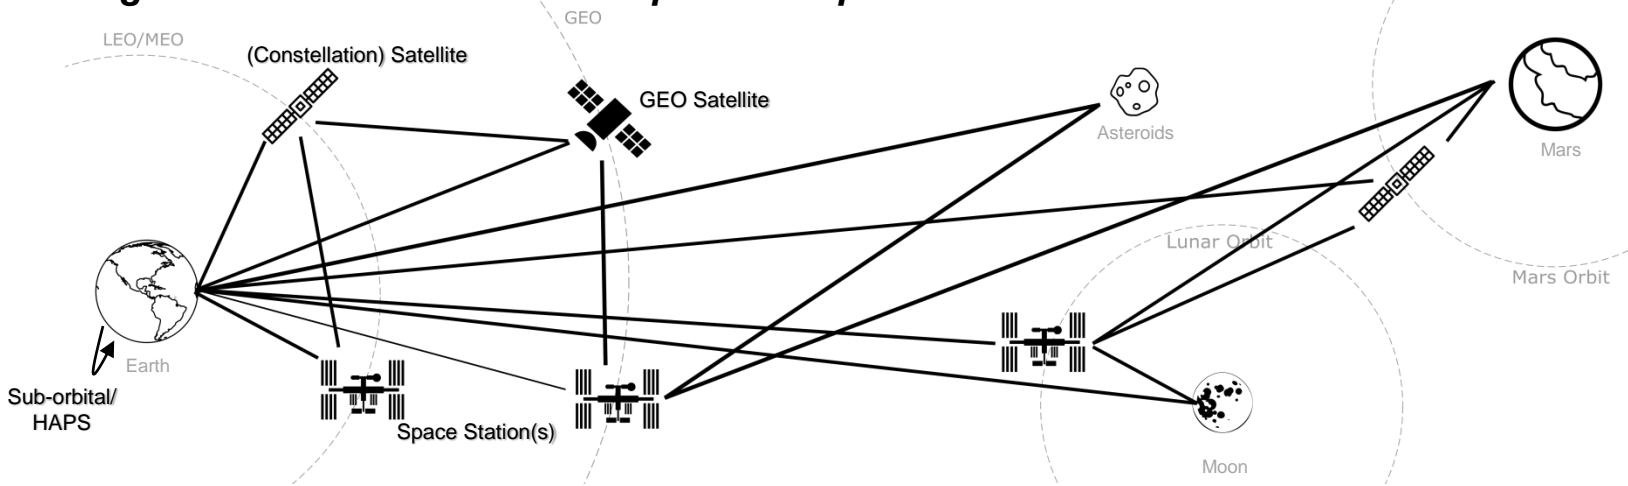 GEO
LEO/MEO
(Constellation) Satellite
GEO Satellite
Asteroids
Mars
Lunar Orbit
Mars Orbit
Earth
Sub-orbital/
HAPS
Space Station(s)
Moon